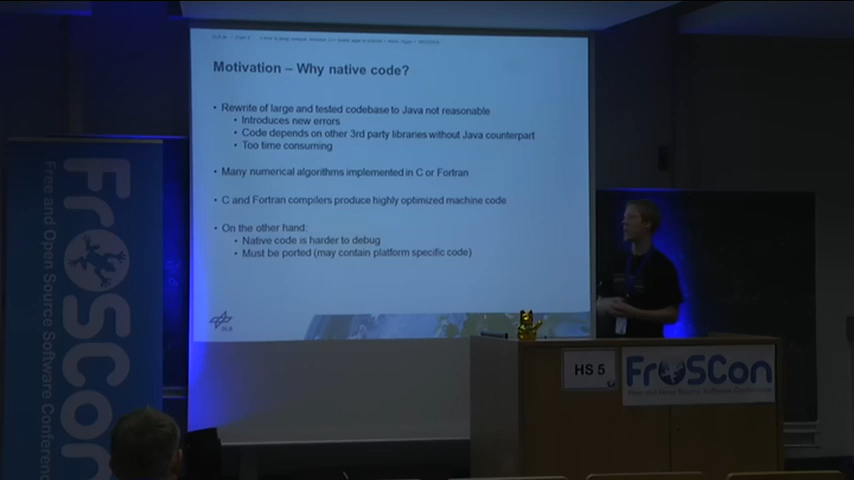 Motivation – Why native code?
• Rewrite of large and tested codebase to Java not reasonable
• Introduces new errors
• Code depends on other 3rd party libraries without Java counterpart
• Too time consuming
• Many numerical algorithms implemented in C or Fortran
• C and Fortran compilers produce highly optimized machine code
• On the other hand:
• Native code is harder to debug
• Must be ported (may contain platform specific code)
DLR
FrOSCon
Free and Open Source Software Conference
HS 5
FrOSCon
Free and Open Source Software Conference